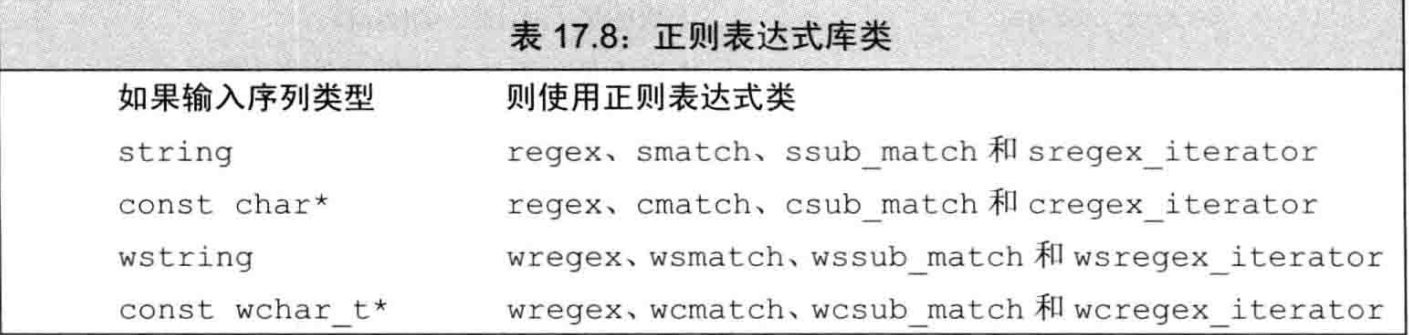 表 17.8：正则表达式库类
如果输入序列类型 则使用正则表达式类
string regex、smatch、ssub_match 和 sregex_iterator
const char* regex、cmatch、csub_match 和 cregex_iterator
wstring wregex、wsmatch、wssub_match 和 wsregex_iterator
const wchar_t* wregex、wcmatch、wcsub_match 和 wcregex_iterator